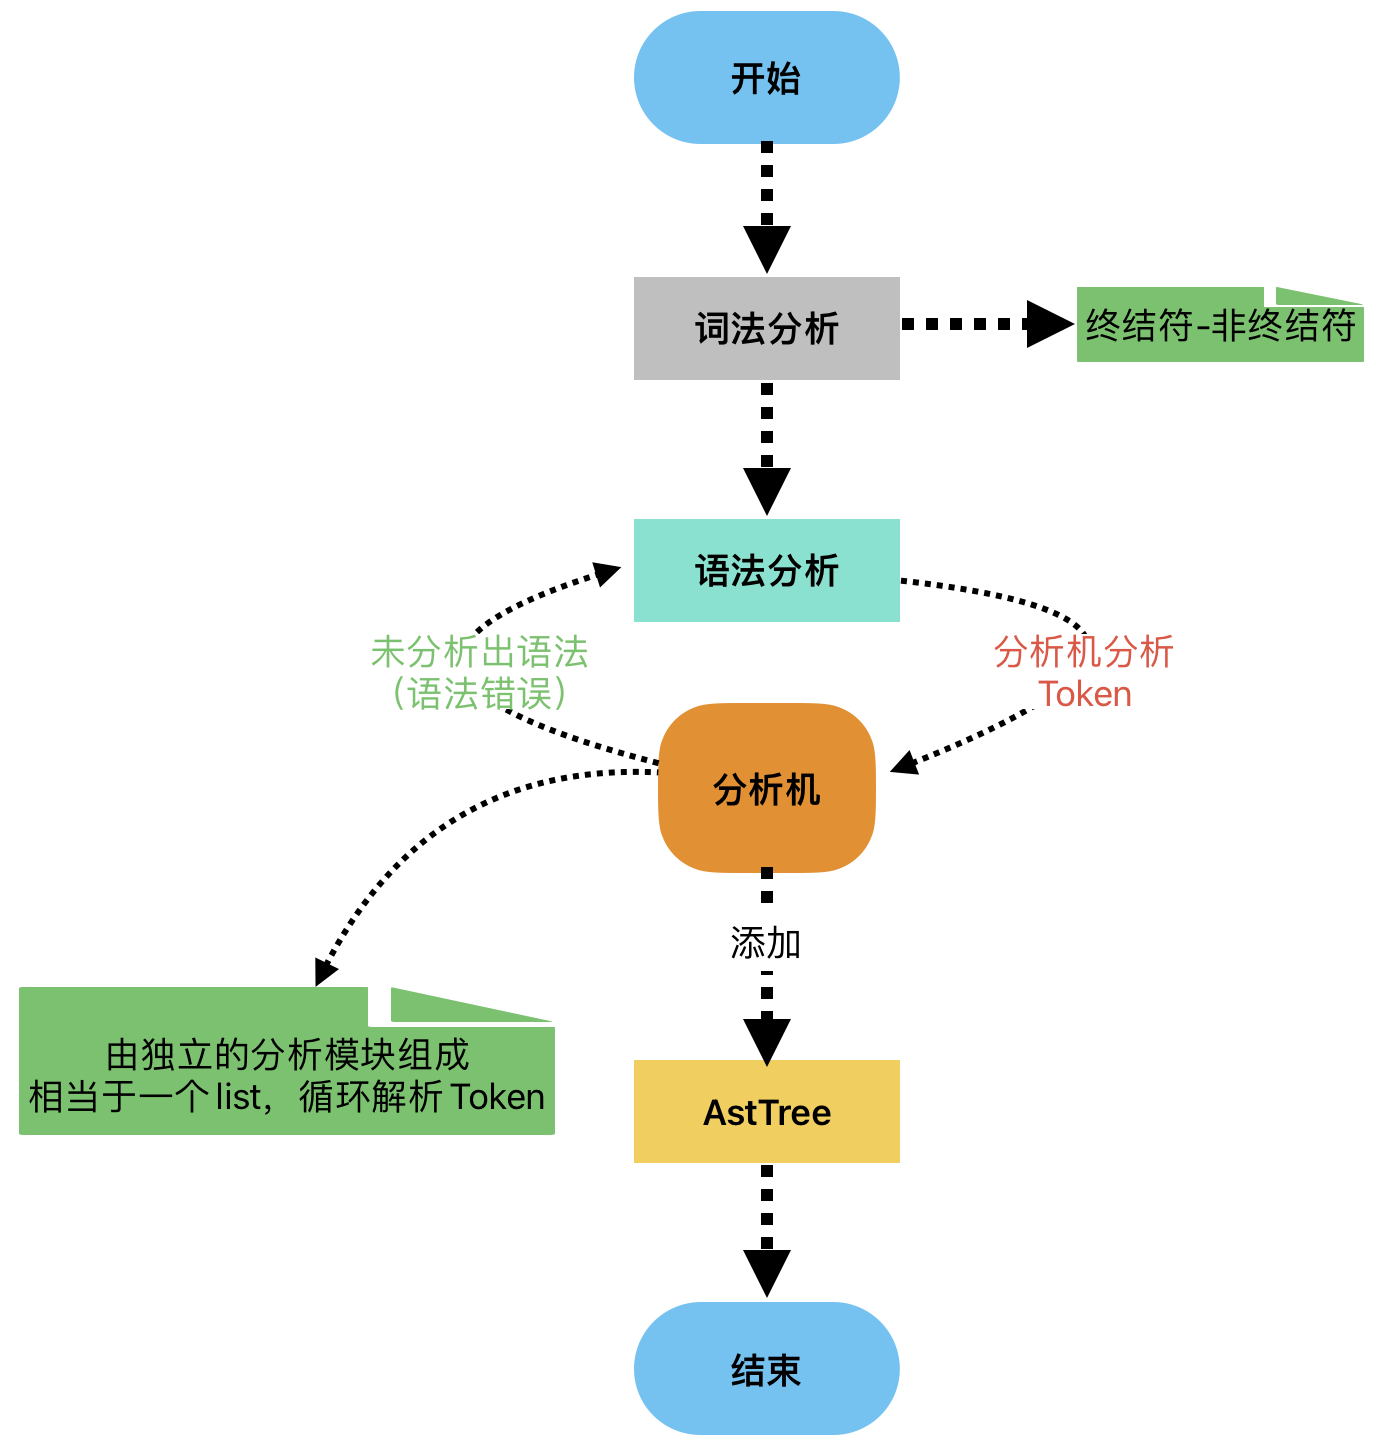 开始
词法分析
终结符-非终结符
语法分析
未分析出语法
（语法错误）
分析机分析
Token
分析机
添加
由独立的分析模块组成
相当于一个 list，循环解析 Token
AstTree
结束